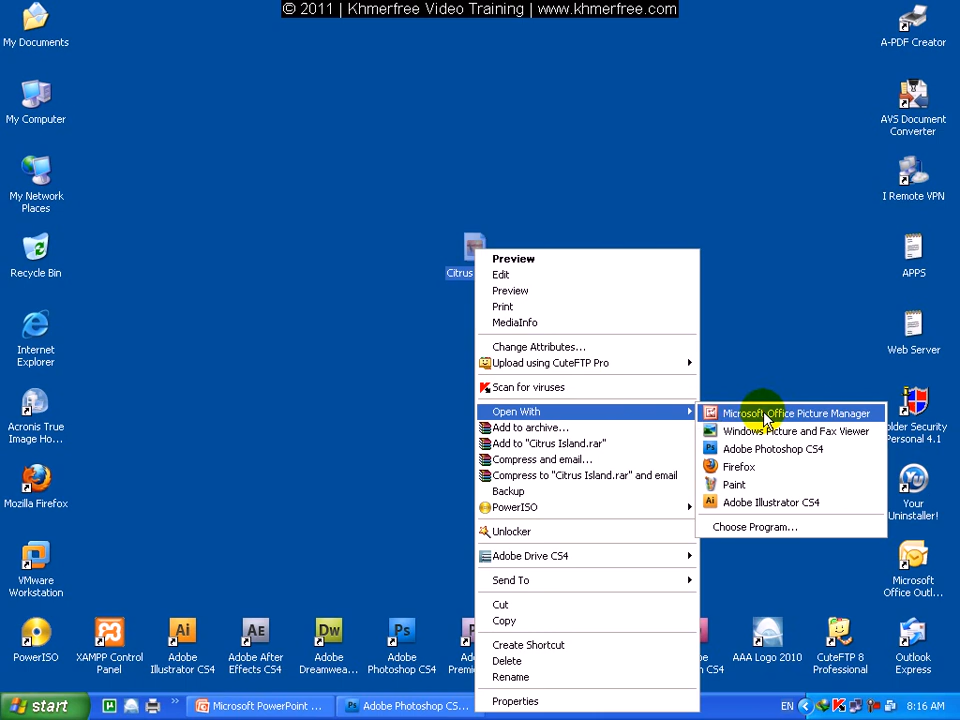 © 2011 | Khmerfree Video Training | www.khmerfree.com
My Documents
My Computer
My Network
Places
Recycle Bin
Internet
Explorer
Acronis True
Image Ho...
Mozilla Firefox
VMware
Workstation
PowerISO
XAMPP Control
Panel
Adobe
Illustrator CS4
Adobe After
Effects CS4
Adobe
Dreamwea...
Adobe
Photoshop CS4
AAA Logo 2010
CuteFTP 8
Professional
Outlook
Express
A-PDF Creator
AVS Document
Converter
I Remote VPN
APPS
Web Server
Personal 4.1
Your
Uninstaller!
Microsoft
Office Outl...
Citrus
Preview
Edit
Preview
Print
MediaInfo
Change Attributes...
Upload using CuteFTP Pro
Scan for viruses
Open With
Add to archive...
Add to "Citrus Island.rar"
Compress and email...
Compress to "Citrus Island.rar" and email
Backup
PowerISO
Unlocker
Adobe Drive CS4
Send To
Cut
Copy
Create Shortcut
Delete
Rename
Properties
Microsoft Office Picture Manager
Windows Picture and Fax Viewer
Adobe Photoshop CS4
Firefox
Paint
Adobe Illustrator CS4
Choose Program...
start
Microsoft PowerPoint ...
Adobe Photoshop CS...
EN
8:16 AM